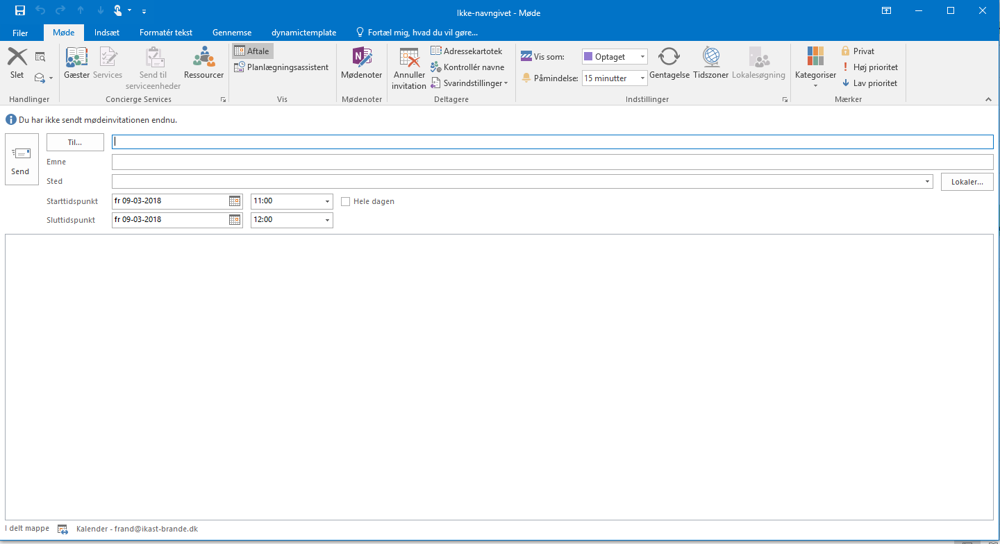 Ikke-navngivet - Møde
Filer Møde Indsæt Formatér tekst Gennemse dynamictemplate Fortæl mig, hvad du vil gøre...
Slet
Handlinger
Gæster Services Send til serviceenheder Ressourcer
Concierge Services
Aftale
Planlægningsassistent
Vis
Mødenoter
Mødenoter
Annuller invitation
Adressekartotek
Kontrollér navne
Svarindstillinger
Deltagere
Vis som: Optaget
Påmindelse: 15 minutter
Gentagelse Tidszoner Lokalesøgning
Indstillinger
Kategoriser
Privat
Høj prioritet
Lav prioritet
Mærker
Du har ikke sendt mødeinvitationen endnu.
Send
Til...
Emne
Sted Lokaler...
Starttidspunkt fr 09-03-2018 11:00 Hele dagen
Sluttidspunkt fr 09-03-2018 12:00
I delt mappe Kalender - frand@ikast-brande.dk